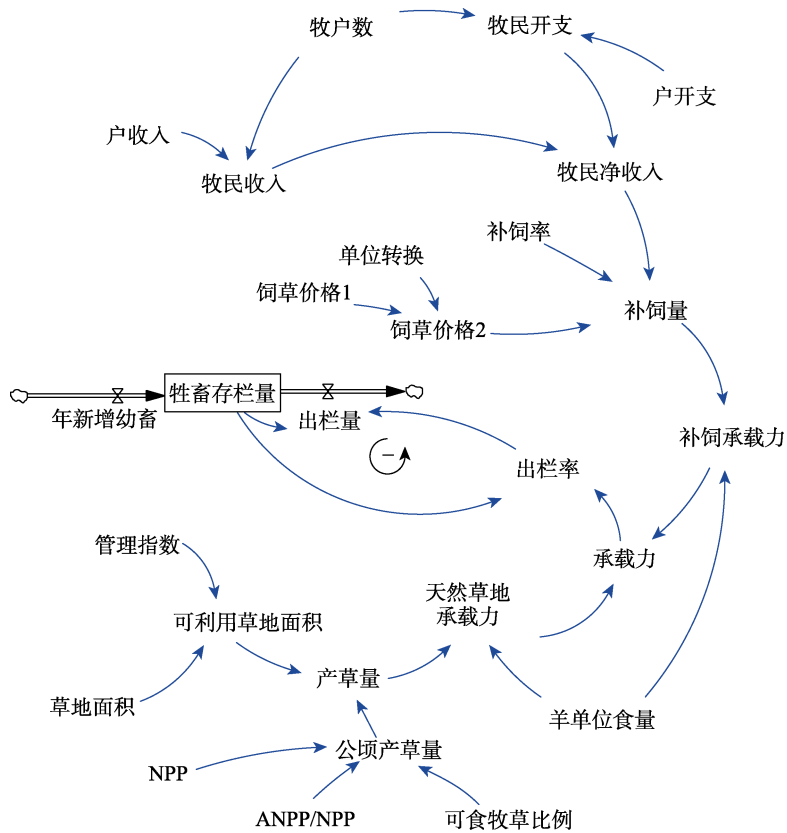 牧户数
牧民开支
户开支
户收入
牧民收入
牧民净收入
补饲率
单位转换
饲草价格1
饲草价格2
补饲量
牲畜存栏量
年新增幼畜
出栏量
补饲承载力
出栏率
管理指数
承载力
天然草地
承载力
可利用草地面积
产草量
草地面积
羊单位食量
公顷产草量
NPP
ANPP/NPP
可食牧草比例